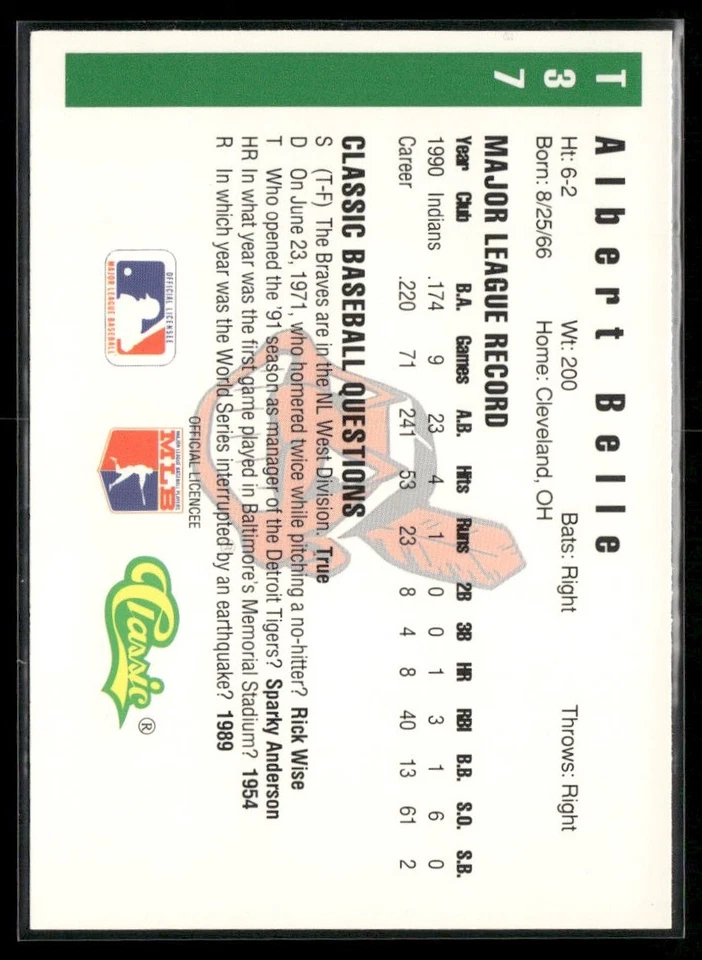 T37
Albert Belle
Ht: 6-2 Wt: 200 Bats: Right Throws: Right
Born: 8/25/66 Home: Cleveland, OH
MAJOR LEAGUE RECORD
Year Club B.A. Games A.B. Hits Runs 2B 3B HR RBI B.B. S.O. S.B.
1990 Indians .174 9 23 4 1 0 0 1 3 1 6 0
Career .220 71 241 53 23 8 4 8 40 13 61 2
CLASSIC BASEBALL QUESTIONS
S (T-F) The Braves are in the NL West Division. True
D On June 23, 1971, who homered twice while pitching a no-hitter? Rick Wise
T Who opened the '91 season as manager of the Detroit Tigers? Sparky Anderson
HR In what year was the first game played in Baltimore's Memorial Stadium? 1954
R In which year was the World Series interrupted by an earthquake? 1989
OFFICIAL LICENSEE
MAJOR LEAGUE BASEBALL
OFFICIAL LICENCEE
MAJOR LEAGUE BASEBALL PLAYERS
MLB
Classic ®